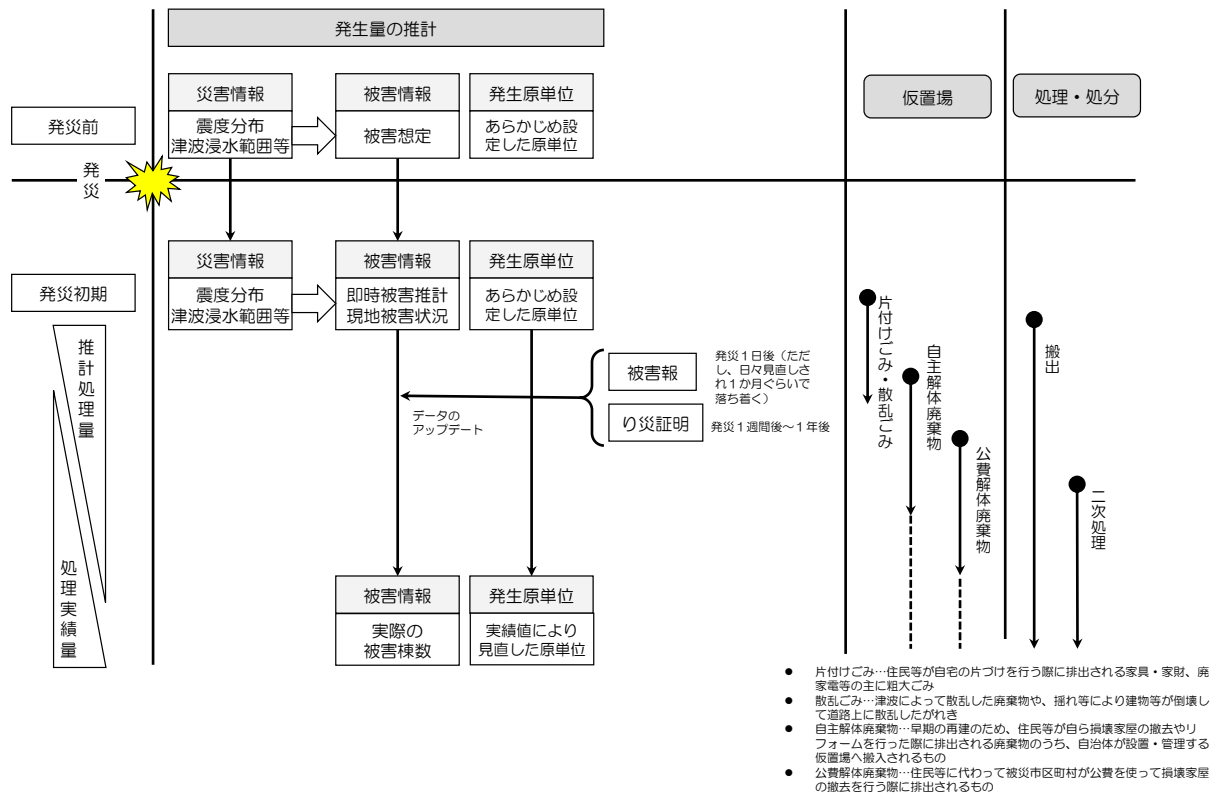 発生量の推計
災害情報
被害情報
発生原単位
仮置場
処理・処分
発災前
震度分布
津波浸水範囲等
被害想定
あらかじめ設
定した原単位
発災
災害情報
被害情報
発生原単位
発災初期
震度分布
津波浸水範囲等
即時被害推計
現地被害状況
あらかじめ設
定した原単位
推計処理量
処理実績量
被害報
発災1日後（ただ
し、日々見直しさ
れ1か月ぐらいで
落ち着く）
データの
アップデート
り災証明
発災1週間後～1年後
片付けごみ・散乱ごみ
自主解体廃棄物
公費解体廃棄物
搬出
二次処理
被害情報
発生原単位
実際の
被害棟数
実績値により
見直した原単位
● 片付けごみ…住民等が自宅の片づけを行う際に排出される家具・家財、廃
家電等の主に粗大ごみ
● 散乱ごみ…津波によって散乱した廃棄物や、揺れ等により建物等が倒壊し
て道路上に散乱したがれき
● 自主解体廃棄物…早期の再建のため、住民等が自ら損壊家屋の撤去やリ
フォームを行った際に排出される廃棄物のうち、自治体が設置・管理する
仮置場へ搬入されるもの
● 公費解体廃棄物…住民等に代わって被災市区町村が公費を使って損壊家屋
の撤去を行う際に排出されるもの